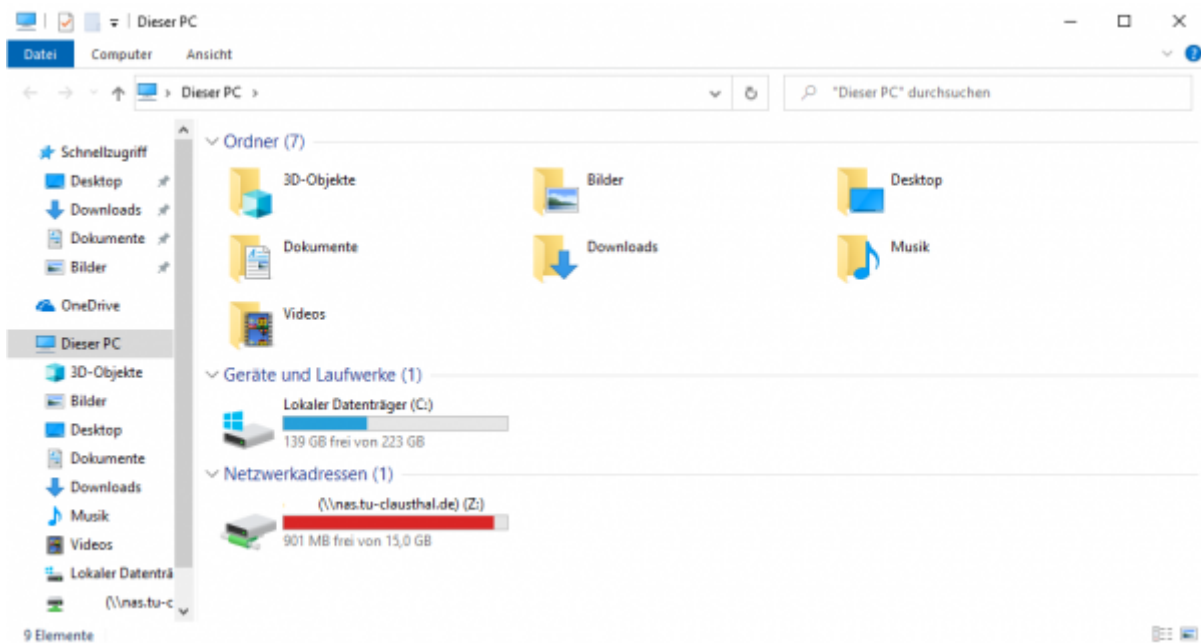 Dieser PC
Datei Computer Ansicht
Dieser PC
"Dieser PC" durchsuchen
Schnellzugriff
Desktop
Downloads
Dokumente
Bilder
OneDrive
Dieser PC
3D-Objekte
Bilder
Desktop
Dokumente
Downloads
Musik
Videos
Lokaler Datenträ
(\\nas.tu-c
Ordner (7)
3D-Objekte Bilder Desktop
Dokumente Downloads Musik
Videos
Geräte und Laufwerke (1)
Lokaler Datenträger (C:)
139 GB frei von 223 GB
Netzwerkadressen (1)
(\\nas.tu-clausthal.de) (Z:)
901 MB frei von 15,0 GB
9 Elemente